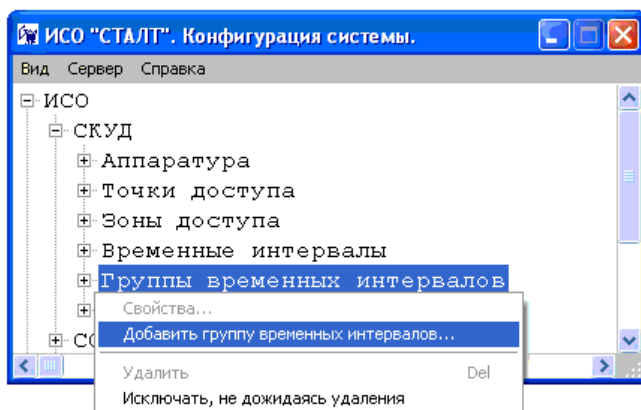 ИСО "СТАЛТ". Конфигурация системы.
Вид Сервер Справка
ИСО
СКУД
Аппаратура
Точки доступа
Зоны доступа
Временные интервалы
Группы временных интервалов
Свойства...
Добавить группу временных интервалов...
Удалить Del
Исключать, не дожидаясь удаления